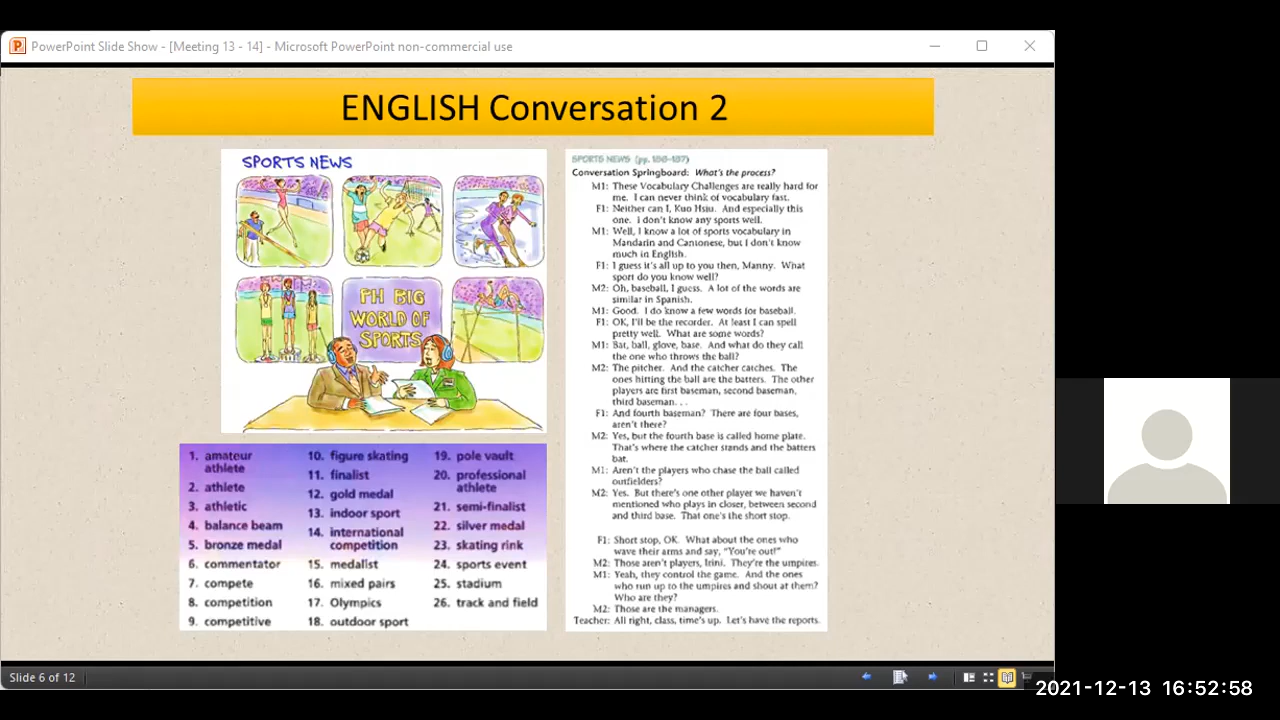 PowerPoint Slide Show - [Meeting 13 - 14] - Microsoft PowerPoint non-commercial use
ENGLISH Conversation 2
SPORTS NEWS
PH BIG
WORLD OF
SPORTS
1. amateur
athlete
2. athlete
3. athletic
4. balance beam
5. bronze medal
6. commentator
7. compete
8. competition
9. competitive
10. figure skating
11. finalist
12. gold medal
13. indoor sport
14. international
competition
15. medalist
16. mixed pairs
17. Olympics
18. outdoor sport
19. pole vault
20. professional
athlete
21. semi-finalist
22. silver medal
23. skating rink
24. sports event
25. stadium
26. track and field
SPORTS NEWS (pp. 186-187)
Conversation Springboard: What's the process?
M1: These Vocabulary Challenges are really hard for
me. I can never think of vocabulary fast.
F1: Neither can I, Kuo Hsiu. And especially this
one. I don't know any sports well.
M1: Well, I know a lot of sports vocabulary in
Mandarin and Cantonese, but I don't know
much in English.
F1: I guess it's all up to you then, Manny. What
sport do you know well?
M2: Oh, baseball, I guess. A lot of the words are
similar in Spanish.
M1: Good. I do know a few words for baseball.
F1: OK, I'll be the recorder. At least I can spell
pretty well. What are some words?
M1: Bat, ball, glove, base. And what do they call
the one who throws the ball?
M2: The pitcher. And the catcher catches. The
ones hitting the ball are the batters. The other
players are first baseman, second baseman,
third baseman. . .
F1: And fourth baseman? There are four bases,
aren't there?
M2: Yes, but the fourth base is called home plate.
That's where the catcher stands and the batters
bat.
M1: Aren't the players who chase the ball called
outfielders?
M2: Yes. But there's one other player we haven't
mentioned who plays in closer, between second
and third base. That one's the short stop.
F1: Short stop, OK. What about the ones who
wave their arms and say, "You're out!"
M2: Those aren't players, Irini. They're the umpires.
M1: Yeah, they control the game. And the ones
who run up to the umpires and shout at them?
Who are they?
M2: Those are the managers.
Teacher: All right, class, time's up. Let's have the reports.
Slide 6 of 12
2021-12-13 16:52:58